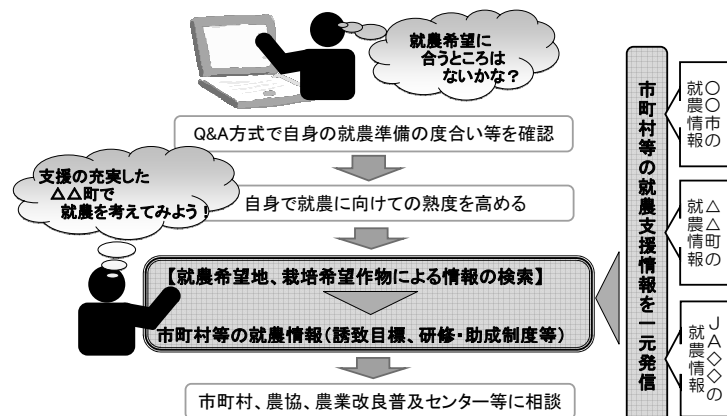 就農希望に
合うところは
ないかな？
Q&A方式で自身の就農準備の度合い等を確認
支援の充実した
△△町で
就農を考えてみよう！
自身で就農に向けての熟度を高める
【就農希望地、栽培希望作物による情報の検索】
市町村等の就農情報（誘致目標、研修・助成制度等）
市町村、農協、農業改良普及センター等に相談
市町村等の就農支援情報を一元発信
〇〇市の
就農情報
△△町の
就農情報
ＪＡ◇◇の
就農情報